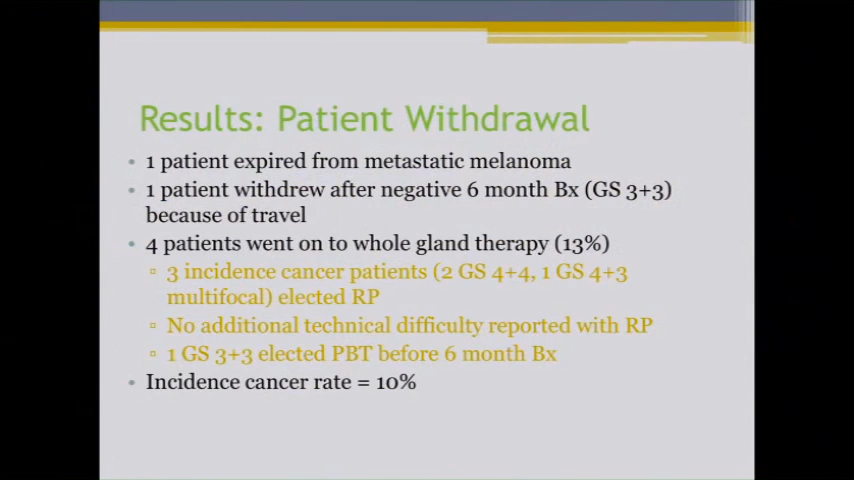 Results: Patient Withdrawal
• 1 patient expired from metastatic melanoma
• 1 patient withdrew after negative 6 month Bx (GS 3+3)
because of travel
• 4 patients went on to whole gland therapy (13%)
▫ 3 incidence cancer patients (2 GS 4+4, 1 GS 4+3
multifocal) elected RP
▫ No additional technical difficulty reported with RP
▫ 1 GS 3+3 elected PBT before 6 month Bx
• Incidence cancer rate = 10%